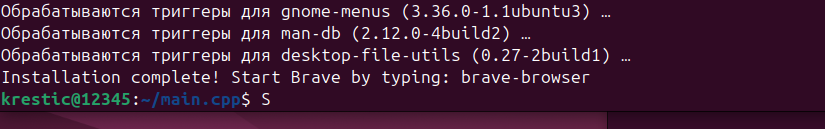 Обрабатываются триггеры для gnome-menus (3.36.0-1.1ubuntu3) …
Обрабатываются триггеры для man-db (2.12.0-4build2) …
Обрабатываются триггеры для desktop-file-utils (0.27-2build1) …
Installation complete! Start Brave by typing: brave-browser
krestic@12345:~/main.cpp$ S